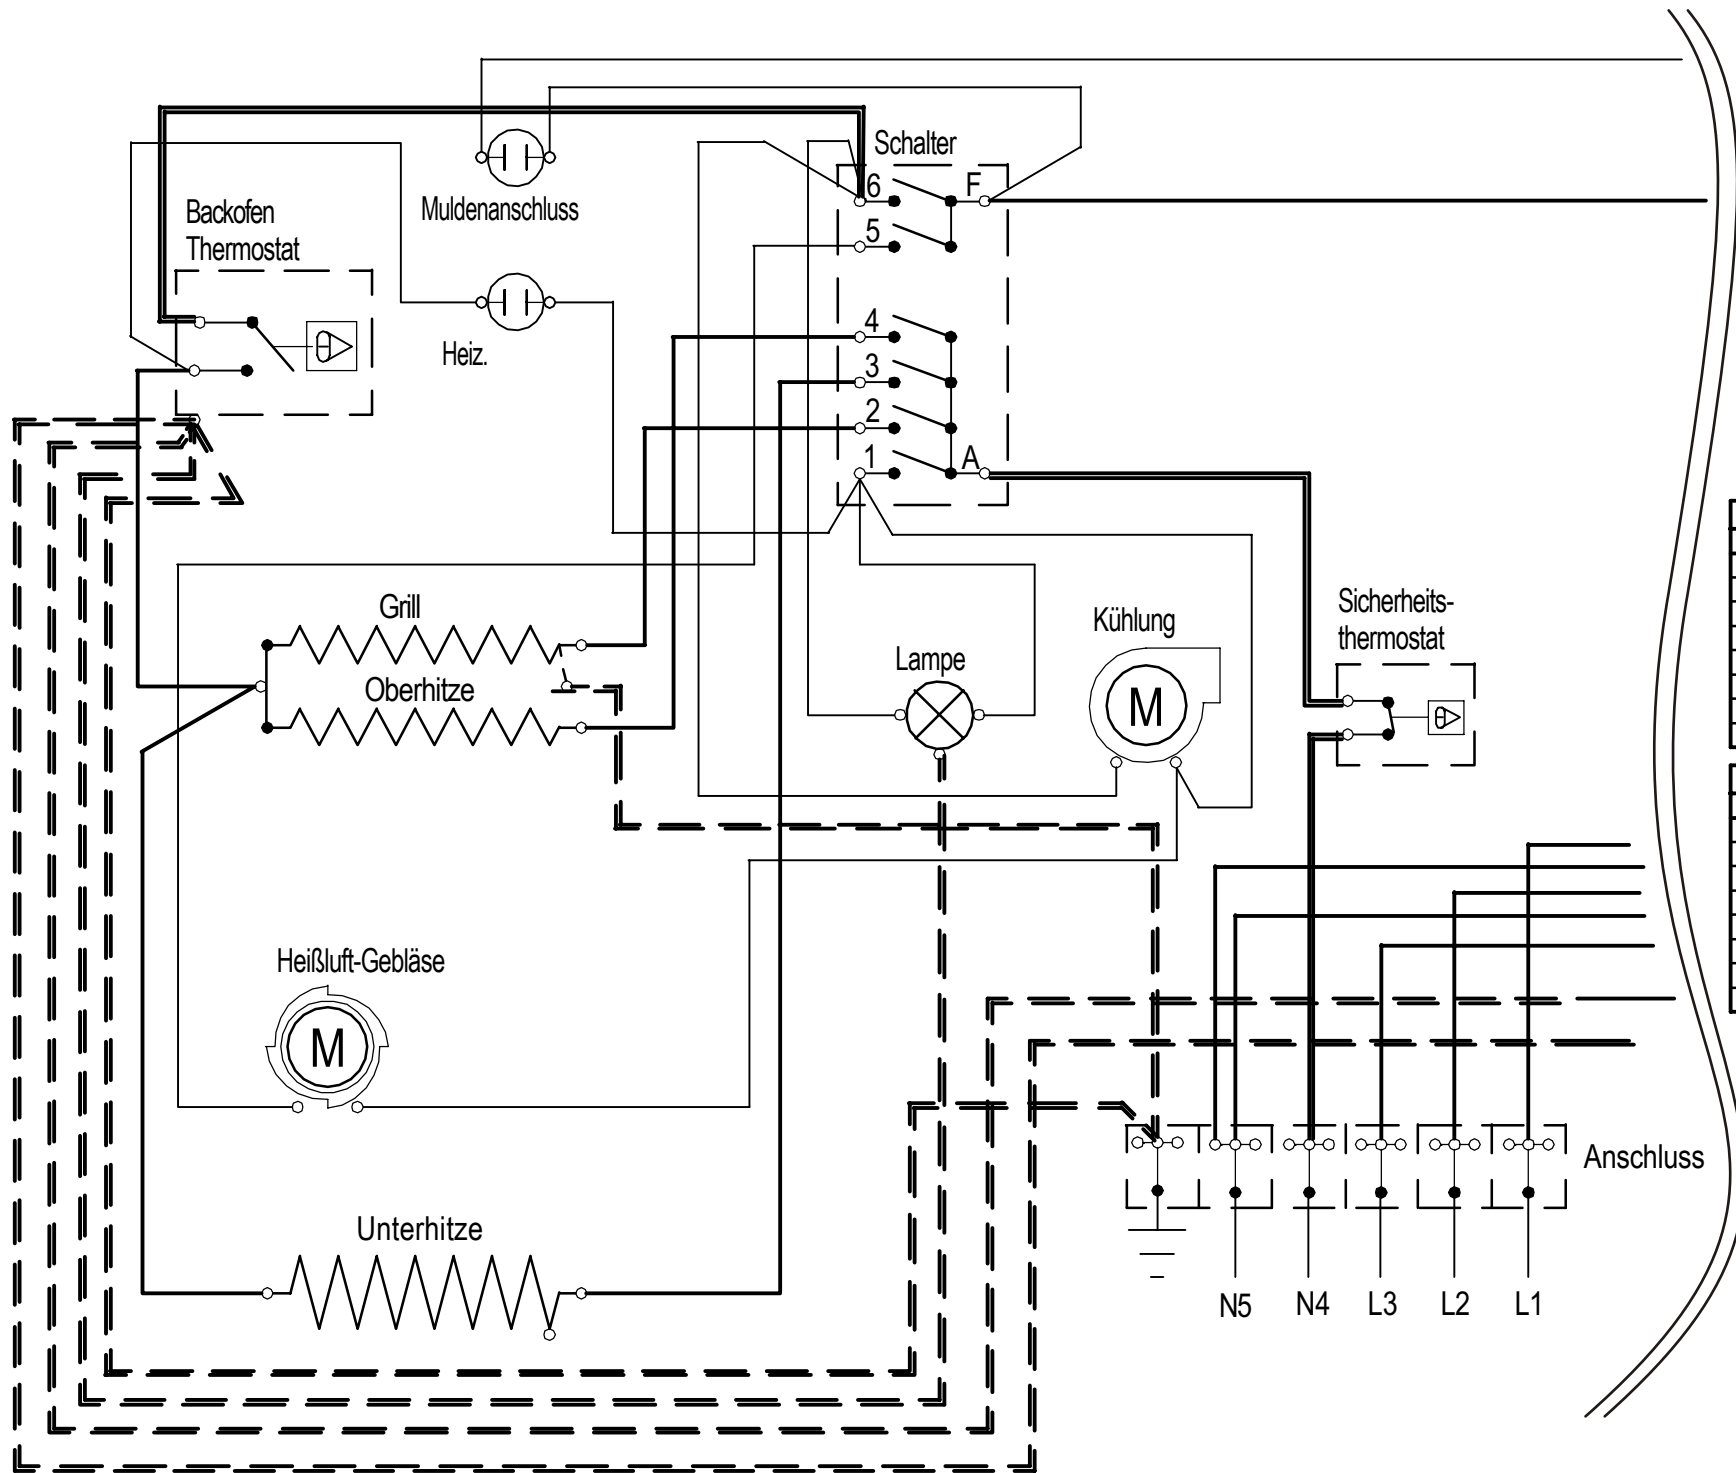 Schalter
6
F
Backofen
Thermostat
Muldenanschluss
5
4
Heiz.
3
2
1
A
Grill
Oberhitze
Lampe
Kühlung
M
Sicherheits-
thermostat
Heißluft-Gebläse
M
Anschluss
Unterhitze
N5
N4
L3
L2
L1